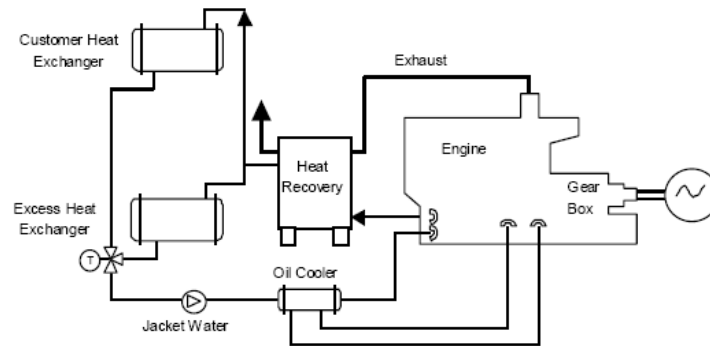 Customer Heat
Exchanger
Exhaust
Engine
Heat
Recovery
Gear
Box
Excess Heat
Exchanger
T
Oil Cooler
Jacket Water